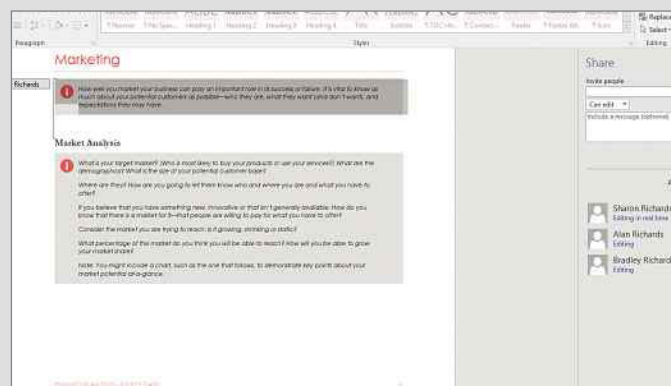 Replace
Select
Paragraph
Styles
Editing
Marketing
Richards
How well you market your business can play an important role in its success or failure. It is vital to know as
much about your potential customers as possible—who they are, what they want (and don't want), and
expectations they may have.
Market Analysis
What is your target market? (Who is most likely to buy your products or use your services?) What are the
demographics? What is the size of your potential customer base?
Where are they? How are you going to let them know who and where you are and what you have to
offer?
If you believe that you have something new, innovative or that isn't generally available: How do you
know that there is a market for it—that people are willing to pay for what you have to offer?
Consider the market you are trying to reach: Is it growing, shrinking or static?
What percentage of the market do you think you will be able to reach? How will you be able to grow
your market share?
Note: You might include a chart, such as the one that follows, to demonstrate key points about your
market potential at-a-glance.
Share
Invite people
Can edit
Include a message (optional)
Sharon Richards
Editing in real time
Alan Richards
Editing
Bradley Richard
Editing